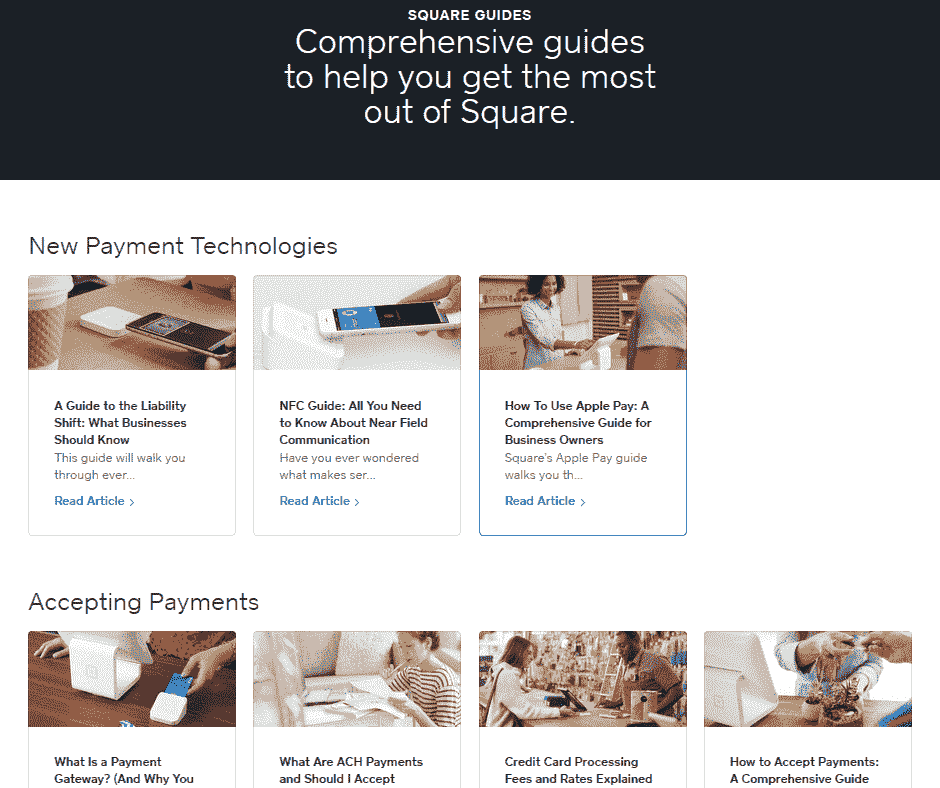 SQUARE GUIDES
Comprehensive guides
to help you get the most
out of Square.
New Payment Technologies
A Guide to the Liability
Shift: What Businesses
Should Know
This guide will walk you
through ever...
Read Article >
NFC Guide: All You Need
to Know About Near Field
Communication
Have you ever wondered
what makes ser...
Read Article >
How To Use Apple Pay: A
Comprehensive Guide for
Business Owners
Square's Apple Pay guide
walks you th...
Read Article >
Accepting Payments
What Is a Payment
Gateway? (And Why You
What Are ACH Payments
and Should I Accept
Credit Card Processing
Fees and Rates Explained
How to Accept Payments:
A Comprehensive Guide